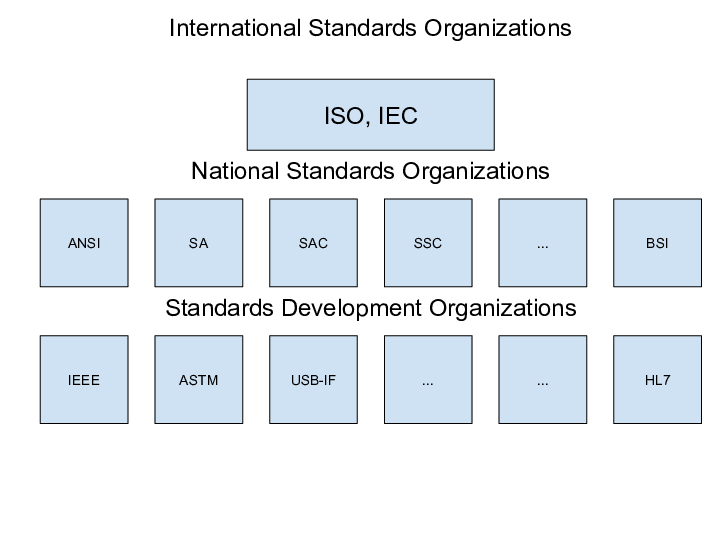 International Standards Organizations
ISO, IEC
National Standards Organizations
ANSI SA SAC SSC ... BSI
Standards Development Organizations
IEEE ASTM USB-IF ... ... HL7